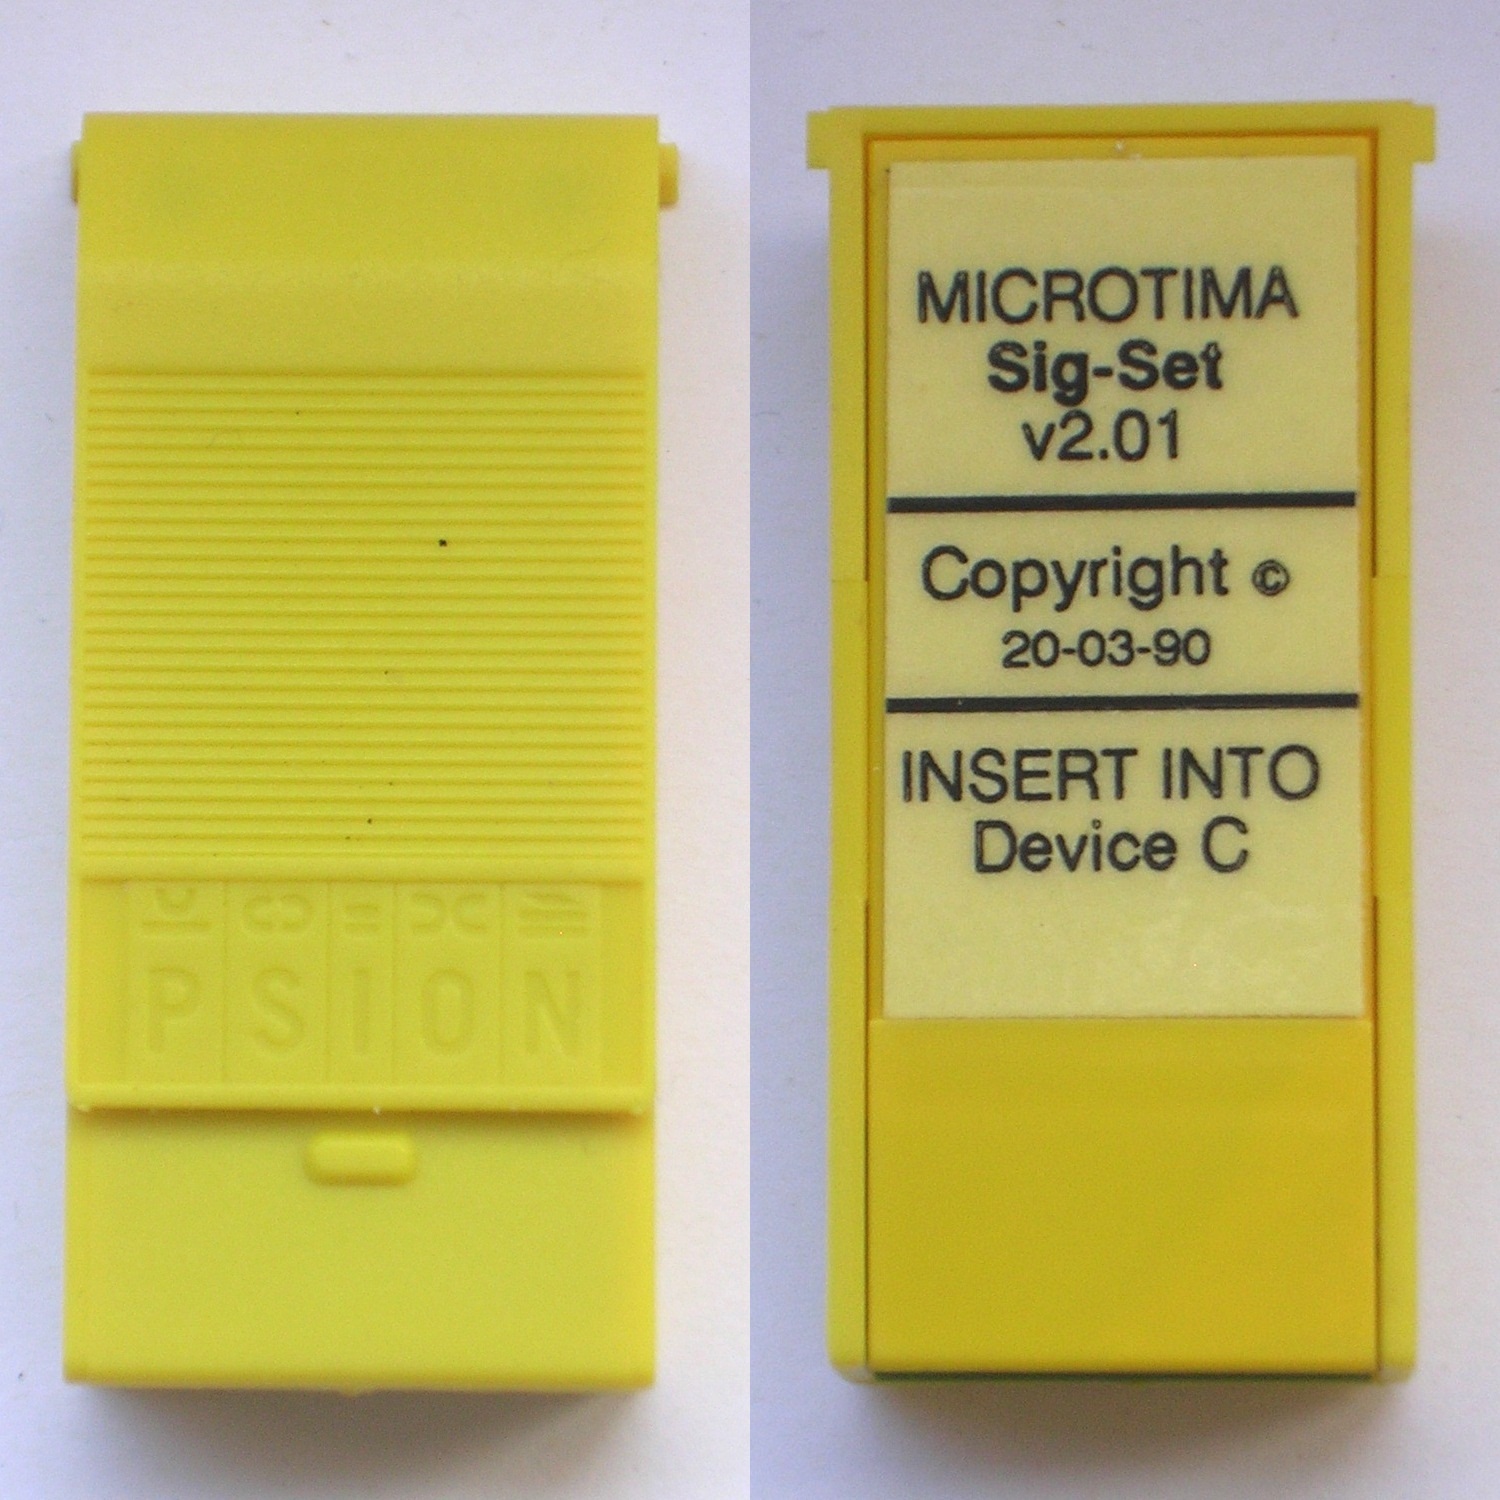 PSION
MICROTIMA
Sig-Set
v2.01
Copyright ©
20-03-90
INSERT INTO
Device C